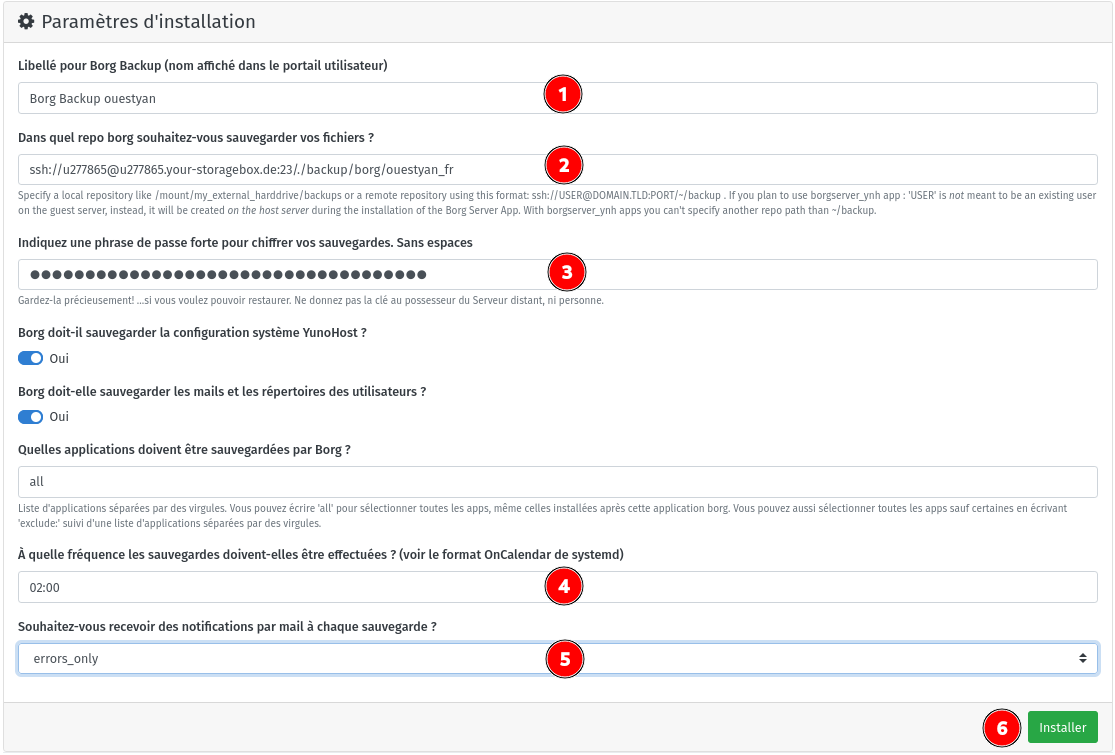 Paramètres d'installation
Libellé pour Borg Backup (nom affiché dans le portail utilisateur)
Borg Backup ouestyan
1
Dans quel repo borg souhaitez-vous sauvegarder vos fichiers ?
ssh://u277865@u277865.your-storagebox.de:23/./backup/borg/ouestyan_fr
2
Specify a local repository like /mount/my_external_harddrive/backups or a remote repository using this format: ssh://USER@DOMAIN.TLD:PORT/~/backup . If you plan to use borgserver_ynh app : 'USER' is not meant to be an existing user
on the guest server, instead, it will be created on the host server during the installation of the Borg Server App. With borgserver_ynh apps you can't specify another repo path than ~/backup.
Indiquez une phrase de passe forte pour chiffrer vos sauvegardes. Sans espaces
3
Gardez-la précieusement! ...si vous voulez pouvoir restaurer. Ne donnez pas la clé au possesseur du Serveur distant, ni personne.
Borg doit-il sauvegarder la configuration système YunoHost ?
Oui
Borg doit-elle sauvegarder les mails et les répertoires des utilisateurs ?
Oui
Quelles applications doivent être sauvegardées par Borg ?
all
Liste d'applications séparées par des virgules. Vous pouvez écrire 'all' pour sélectionner toutes les apps, même celles installées après cette application borg. Vous pouvez aussi sélectionner toutes les apps sauf certaines en écrivant
'exclude:' suivi d'une liste d'applications séparées par des virgules.
À quelle fréquence les sauvegardes doivent-elles être effectuées ? (voir le format OnCalendar de systemd)
02:00
4
Souhaitez-vous recevoir des notifications par mail à chaque sauvegarde ?
errors_only
5
6
Installer